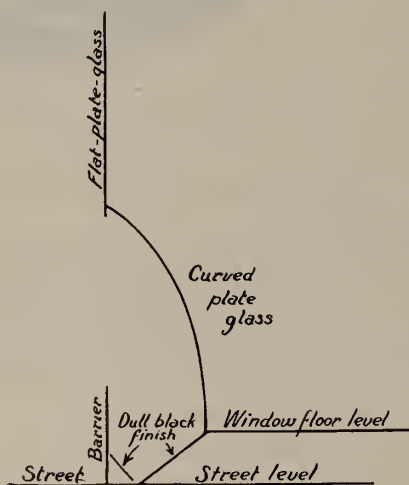 Flat-plate-glass
Curved
plate
glass
Barrier
Dull black
finish
Window floor level
Street
Street level